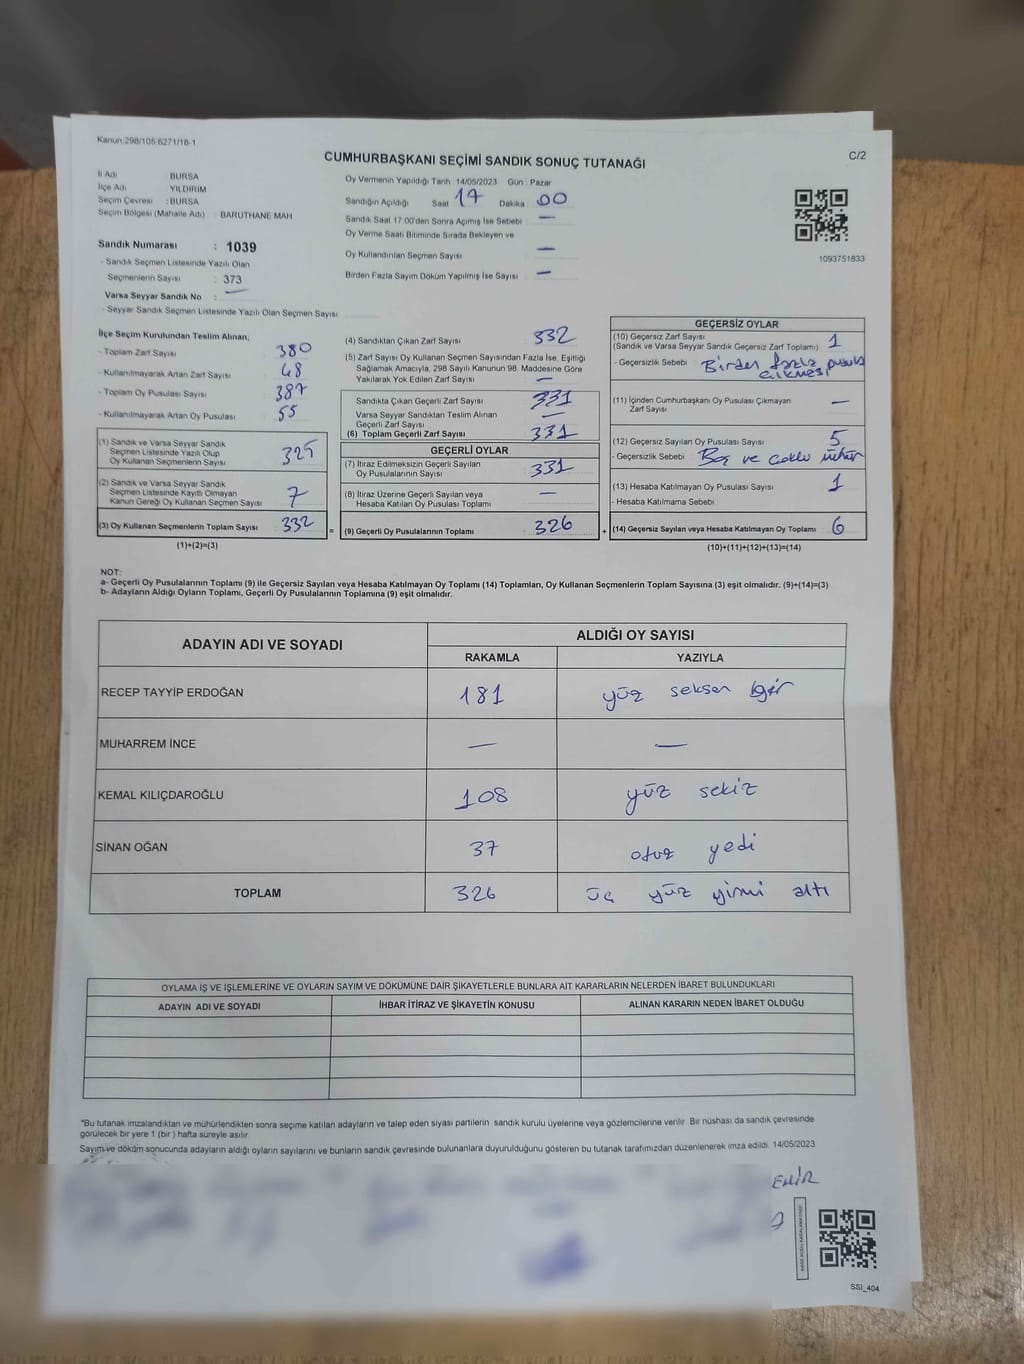 Kanun:298/105;6271/18-1
CUMHURBAŞKANI SEÇİMİ SANDIK SONUÇ TUTANAĞI
C/2
İl Adı BURSA
İlçe Adı YILDIRIM
Seçim Çevresi : BURSA
Seçim Bölgesi (Mahalle Adı) : BARUTHANE MAH
Sandık Numarası : 1039
- Sandık Seçmen Listesinde Yazılı Olan
Seçmenlerin Sayısı : 373
Varsa Seyyar Sandık No : —
- Seyyar Sandık Seçmen Listesinde Yazılı Olan Seçmen Sayısı
Oy Vermenin Yapıldığı Tarih :14/05/2023 Gün : Pazar
Sandığın Açıldığı Saat 17 Dakika 00
Sandık Saat 17:00'den Sonra Açılmış İse Sebebi —
Oy Verme Saati Bitiminde Sırada Bekleyen ve
Oy Kullandırılan Seçmen Sayısı —
Birden Fazla Sayım Döküm Yapılmış İse Sayısı : —
1093751833
İlçe Seçim Kurulundan Teslim Alınan;
- Toplam Zarf Sayısı 380
- Kullanılmayarak Artan Zarf Sayısı 48
- Toplam Oy Pusulası Sayısı 387
- Kullanılmayarak Artan Oy Pusulası 55
(1) Sandık ve Varsa Seyyar Sandık
Seçmen Listesinde Yazılı Olup
Oy Kullanan Seçmenlerin Sayısı 325
(2) Sandık ve Varsa Seyyar Sandık
Seçmen Listesinde Kayıtlı Olmayan
Kanun Gereği Oy Kullanan Seçmen Sayısı 7
(3) Oy Kullanan Seçmenlerin Toplam Sayısı 332
(1)+(2)=(3)
=
(4) Sandıktan Çıkan Zarf Sayısı 332
(5) Zarf Sayısı Oy Kullanan Seçmen Sayısından Fazla İse, Eşitliği
Sağlamak Amacıyla, 298 Sayılı Kanunun 98. Maddesine Göre
Yakılarak Yok Edilen Zarf Sayısı —
Sandıkta Çıkan Geçerli Zarf Sayısı 331
Varsa Seyyar Sandıktan Teslim Alınan
Geçerli Zarf Sayısı —
(6) Toplam Geçerli Zarf Sayısı 331
GEÇERLİ OYLAR
(7) İtiraz Edilmeksizin Geçerli Sayılan
Oy Pusulalarının Sayısı 331
(8) İtiraz Üzerine Geçerli Sayılan veya
Hesaba Katılan Oy Pusulası Toplamı —
(9) Geçerli Oy Pusulalarının Toplamı 326
+
GEÇERSİZ OYLAR
(10) Geçersiz Zarf Sayısı
(Sandık ve Varsa Seyyar Sandık Geçersiz Zarf Toplamı) 1
- Geçersizlik Sebebi : Birden fazla pusula
çıkması
(11) İçinden Cumhurbaşkanı Oy Pusulası Çıkmayan
Zarf Sayısı —
(12) Geçersiz Sayılan Oy Pusulası Sayısı 5
- Geçersizlik Sebebi Boş ve çoklu mühür
(13) Hesaba Katılmayan Oy Pusulası Sayısı 1
- Hesaba Katılmama Sebebi
(14) Geçersiz Sayılan veya Hesaba Katılmayan Oy Toplamı 6
(10)+(11)+(12)+(13)=(14)
NOT:
a- Geçerli Oy Pusulalarının Toplamı (9) ile Geçersiz Sayılan veya Hesaba Katılmayan Oy Toplamı (14) Toplamları, Oy Kullanan Seçmenlerin Toplam Sayısına (3) eşit olmalıdır. (9)+(14)=(3)
b- Adayların Aldığı Oyların Toplamı, Geçerli Oy Pusulalarının Toplamına (9) eşit olmalıdır.
ADAYIN ADI VE SOYADI ALDIĞI OY SAYISI
RAKAMLA YAZIYLA
RECEP TAYYİP ERDOĞAN 181 yüz seksen bir
MUHARREM İNCE — —
KEMAL KILIÇDAROĞLU 108 yüz sekiz
SİNAN OĞAN 37 otuz yedi
TOPLAM 326 üç yüz yirmi altı
OYLAMA İŞ VE İŞLEMLERİNE VE OYLARIN SAYIM VE DÖKÜMÜNE DAİR ŞİKAYETLERLE BUNLARA AİT KARARLARIN NELERDEN İBARET BULUNDUKLARI
ADAYIN ADI VE SOYADI İHBAR İTİRAZ VE ŞİKAYETİN KONUSU ALINAN KARARIN NEDEN İBARET OLDUĞU
*Bu tutanak imzalandıktan ve mühürlendikten sonra seçime katılan adayların ve talep eden siyasi partilerin sandık kurulu üyelerine veya gözlemcilerine verilir. Bir nüshası da sandık çevresinde
görülecek bir yere 1 (bir ) hafta süreyle asılır.
Sayım ve döküm sonucunda adayların aldığı oyların sayılarını ve bunların sandık çevresinde bulunanlara duyurulduğunu gösteren bu tutanak tarafımızdan düzenlenerek imza edildi. 14/05/2023
SSİ_404